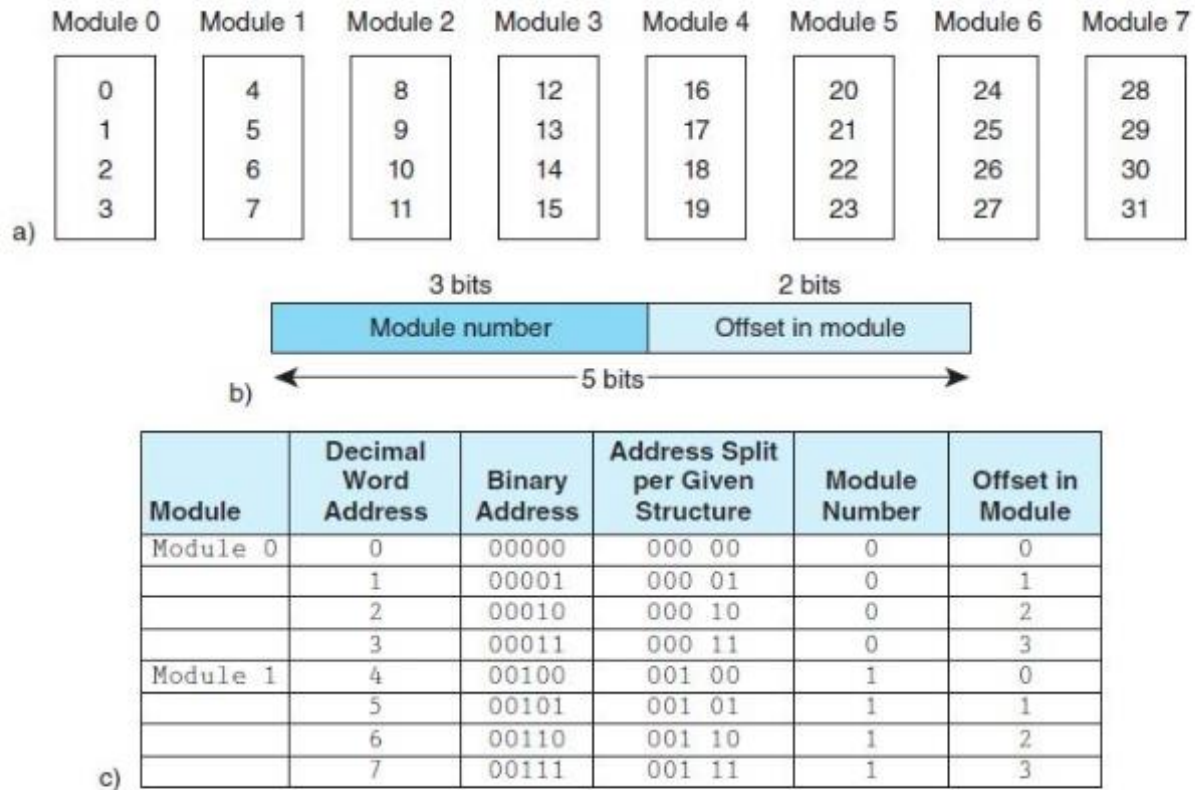 Module 0 Module 1 Module 2 Module 3 Module 4 Module 5 Module 6 Module 7
0 4 8 12 16 20 24 28
1 5 9 13 17 21 25 29
2 6 10 14 18 22 26 30
3 7 11 15 19 23 27 31
a)
3 bits 2 bits
Module number Offset in module
5 bits
b)
Module Decimal Word Address Binary Address Address Split per Given Structure Module Number Offset in Module
Module 0 0 00000 000 00 0 0
1 00001 000 01 0 1
2 00010 000 10 0 2
3 00011 000 11 0 3
Module 1 4 00100 001 00 1 0
5 00101 001 01 1 1
6 00110 001 10 1 2
7 00111 001 11 1 3
c)